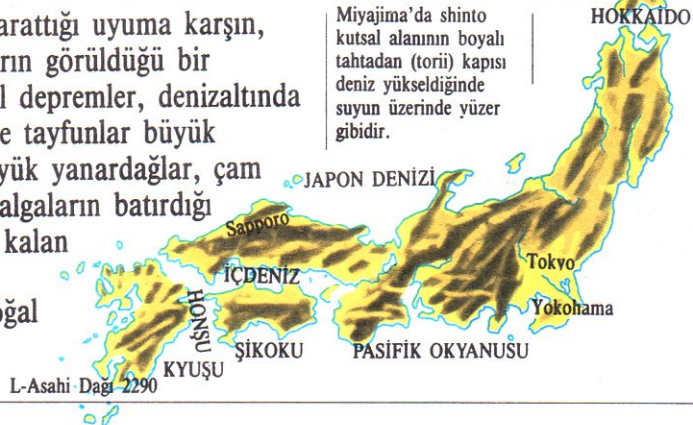 arattığı uyuma karşın,
rın görüldüğü bir
l depremler, denizaltında
e tayfunlar büyük
yük yanardağlar, çam
algaların batırdığı
kalan
oğal
Miyajima'da shinto
kutsal alanının boyalı
tahtadan (torii) kapısı
deniz yükseldiğinde
suyun üzerinde yüzer
gibidir.
HOKKAİDO
JAPON DENİZİ
Sapporo
İÇDENİZ
Tokyo
Yokohama
HONŞU
ŞİKOKU
PASİFİK OKYANUSU
KYUŞU
L-Asahi Dağı 2290